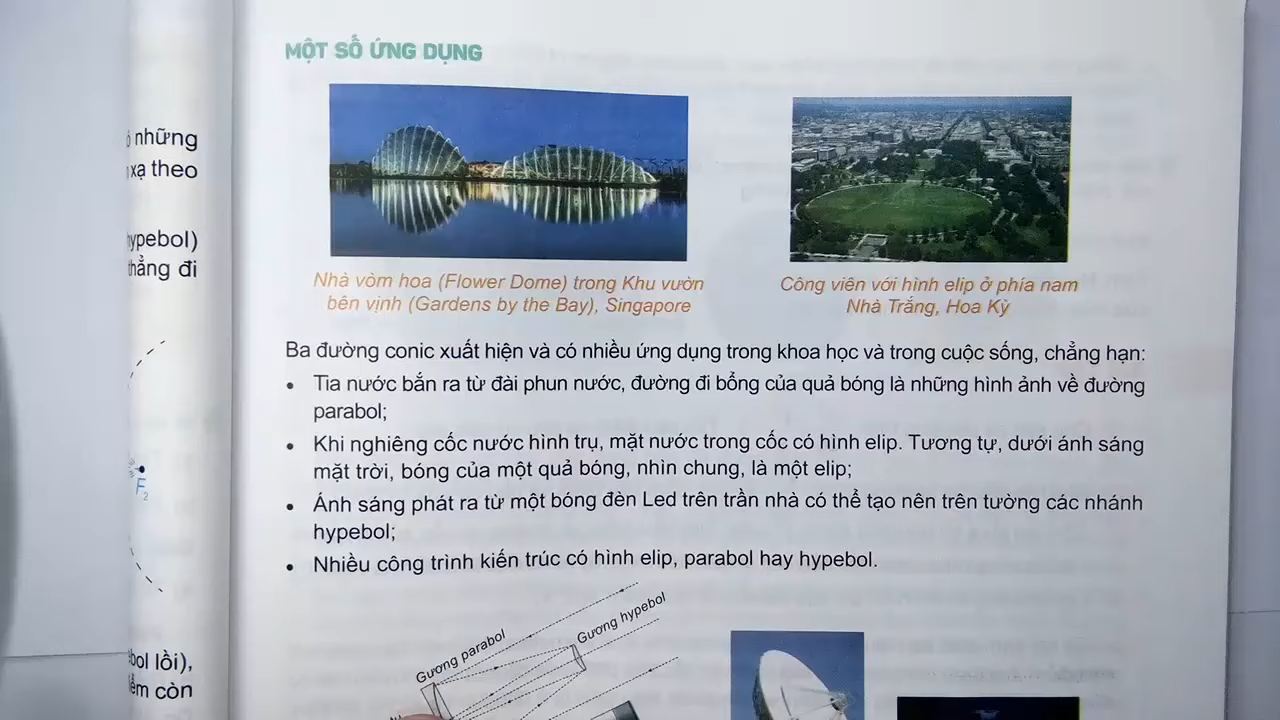 những
xạ theo
hypebol)
thẳng đi
F₂
lồi),
còn
MỘT SỐ ỨNG DỤNG
Nhà vòm hoa (Flower Dome) trong Khu vườn
bên vịnh (Gardens by the Bay), Singapore
Công viên với hình elip ở phía nam
Nhà Trắng, Hoa Kỳ
Ba đường conic xuất hiện và có nhiều ứng dụng trong khoa học và trong cuộc sống, chẳng hạn:
• Tia nước bắn ra từ đài phun nước, đường đi bổng của quả bóng là những hình ảnh về đường
parabol;
• Khi nghiêng cốc nước hình trụ, mặt nước trong cốc có hình elip. Tương tự, dưới ánh sáng
mặt trời, bóng của một quả bóng, nhìn chung, là một elip;
• Ánh sáng phát ra từ một bóng đèn Led trên trần nhà có thể tạo nên trên tường các nhánh
hypebol;
• Nhiều công trình kiến trúc có hình elip, parabol hay hypebol.
Gương parabol
Gương hypebol